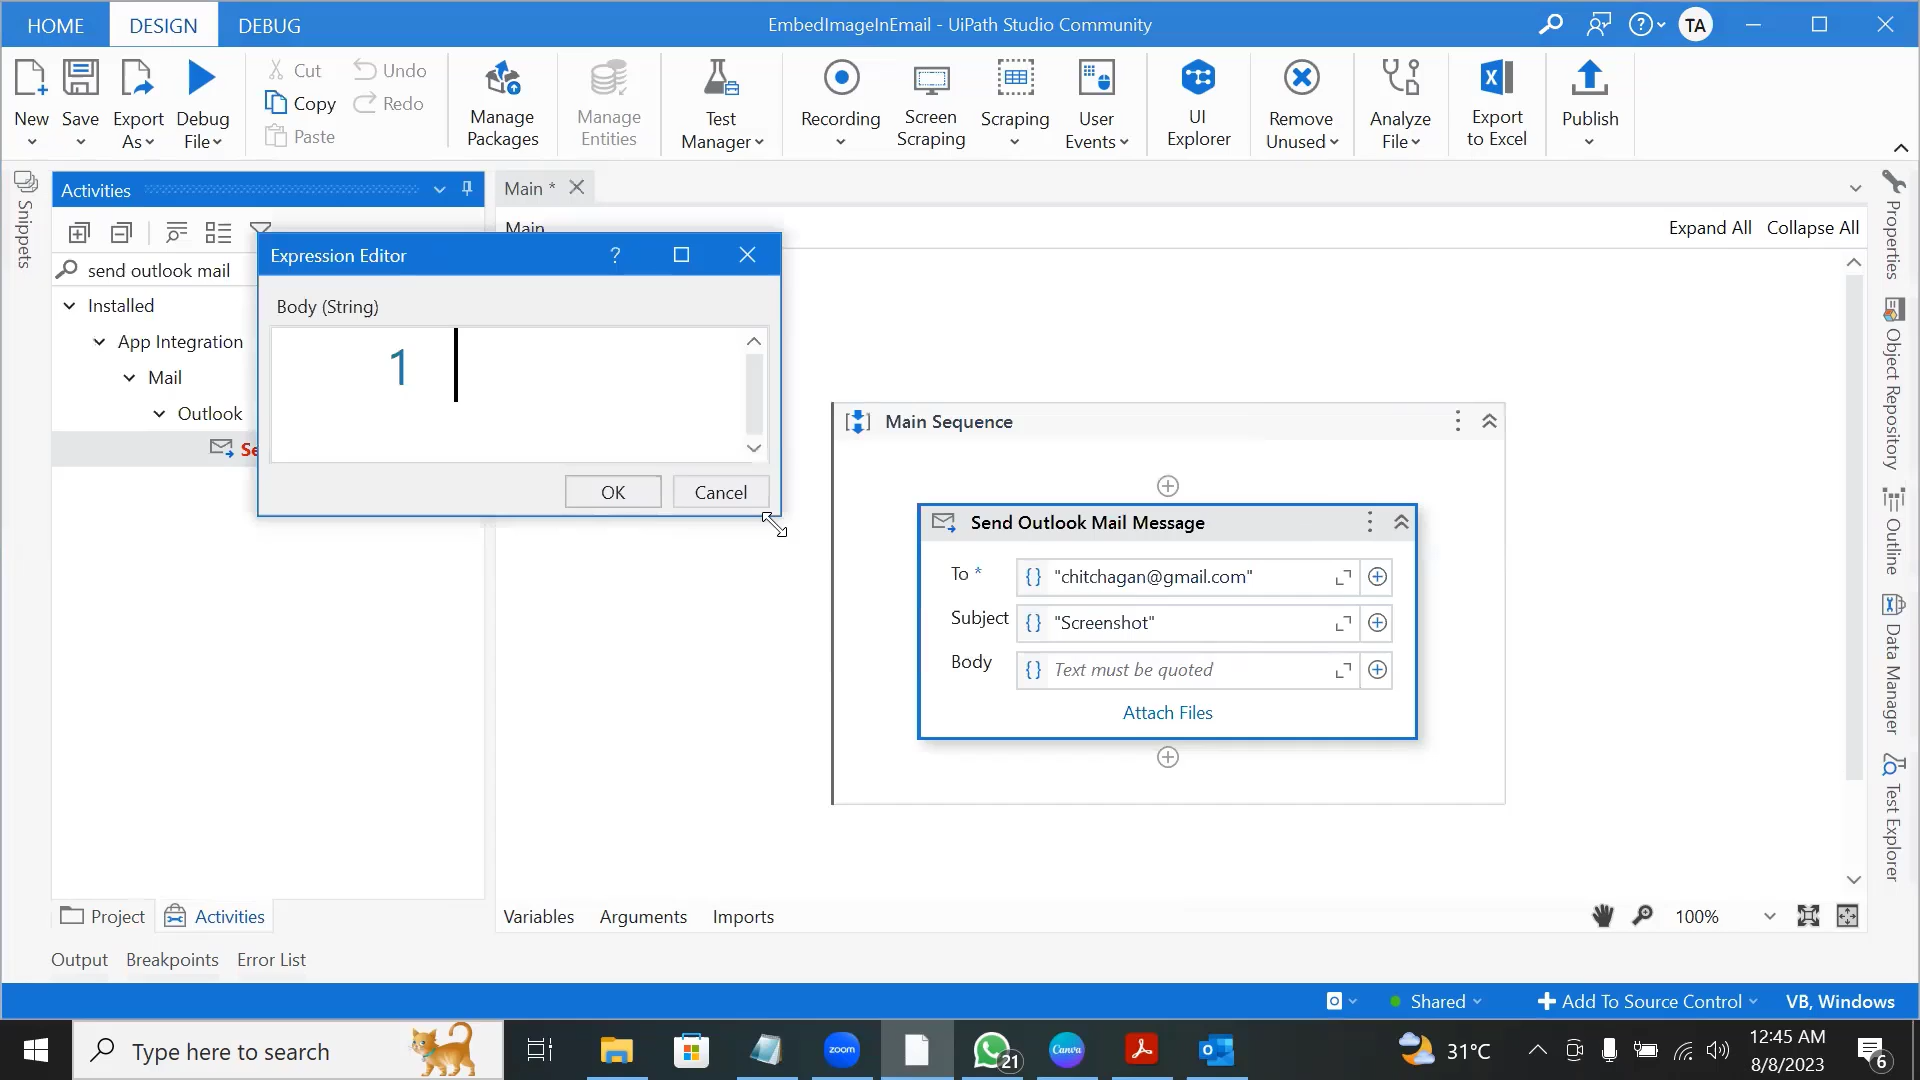 HOME DESIGN DEBUG EmbedImageInEmail - UiPath Studio Community TA
New Save Export As Debug File Cut Copy Paste Undo Redo Manage Packages Manage Entities Test Manager Recording Screen Scraping Scraping User Events UI Explorer Remove Unused Analyze File Export to Excel Publish
Snippets
Activities
Main *
Main
Expand All Collapse All
send outlook mail
Installed
App Integration
Mail
Outlook
Se
Expression Editor ?
Body (String)
1
OK Cancel
Main Sequence
Send Outlook Mail Message
To * {} "chitchagan@gmail.com"
Subject {} "Screenshot"
Body {} Text must be quoted
Attach Files
Properties
Object Repository
Outline
Data Manager
Test Explorer
Project Activities
Variables Arguments Imports 100%
Output Breakpoints Error List
Shared Add To Source Control VB, Windows
Type here to search zoom 21 Canva 31°C 12:45 AM
8/8/2023 6